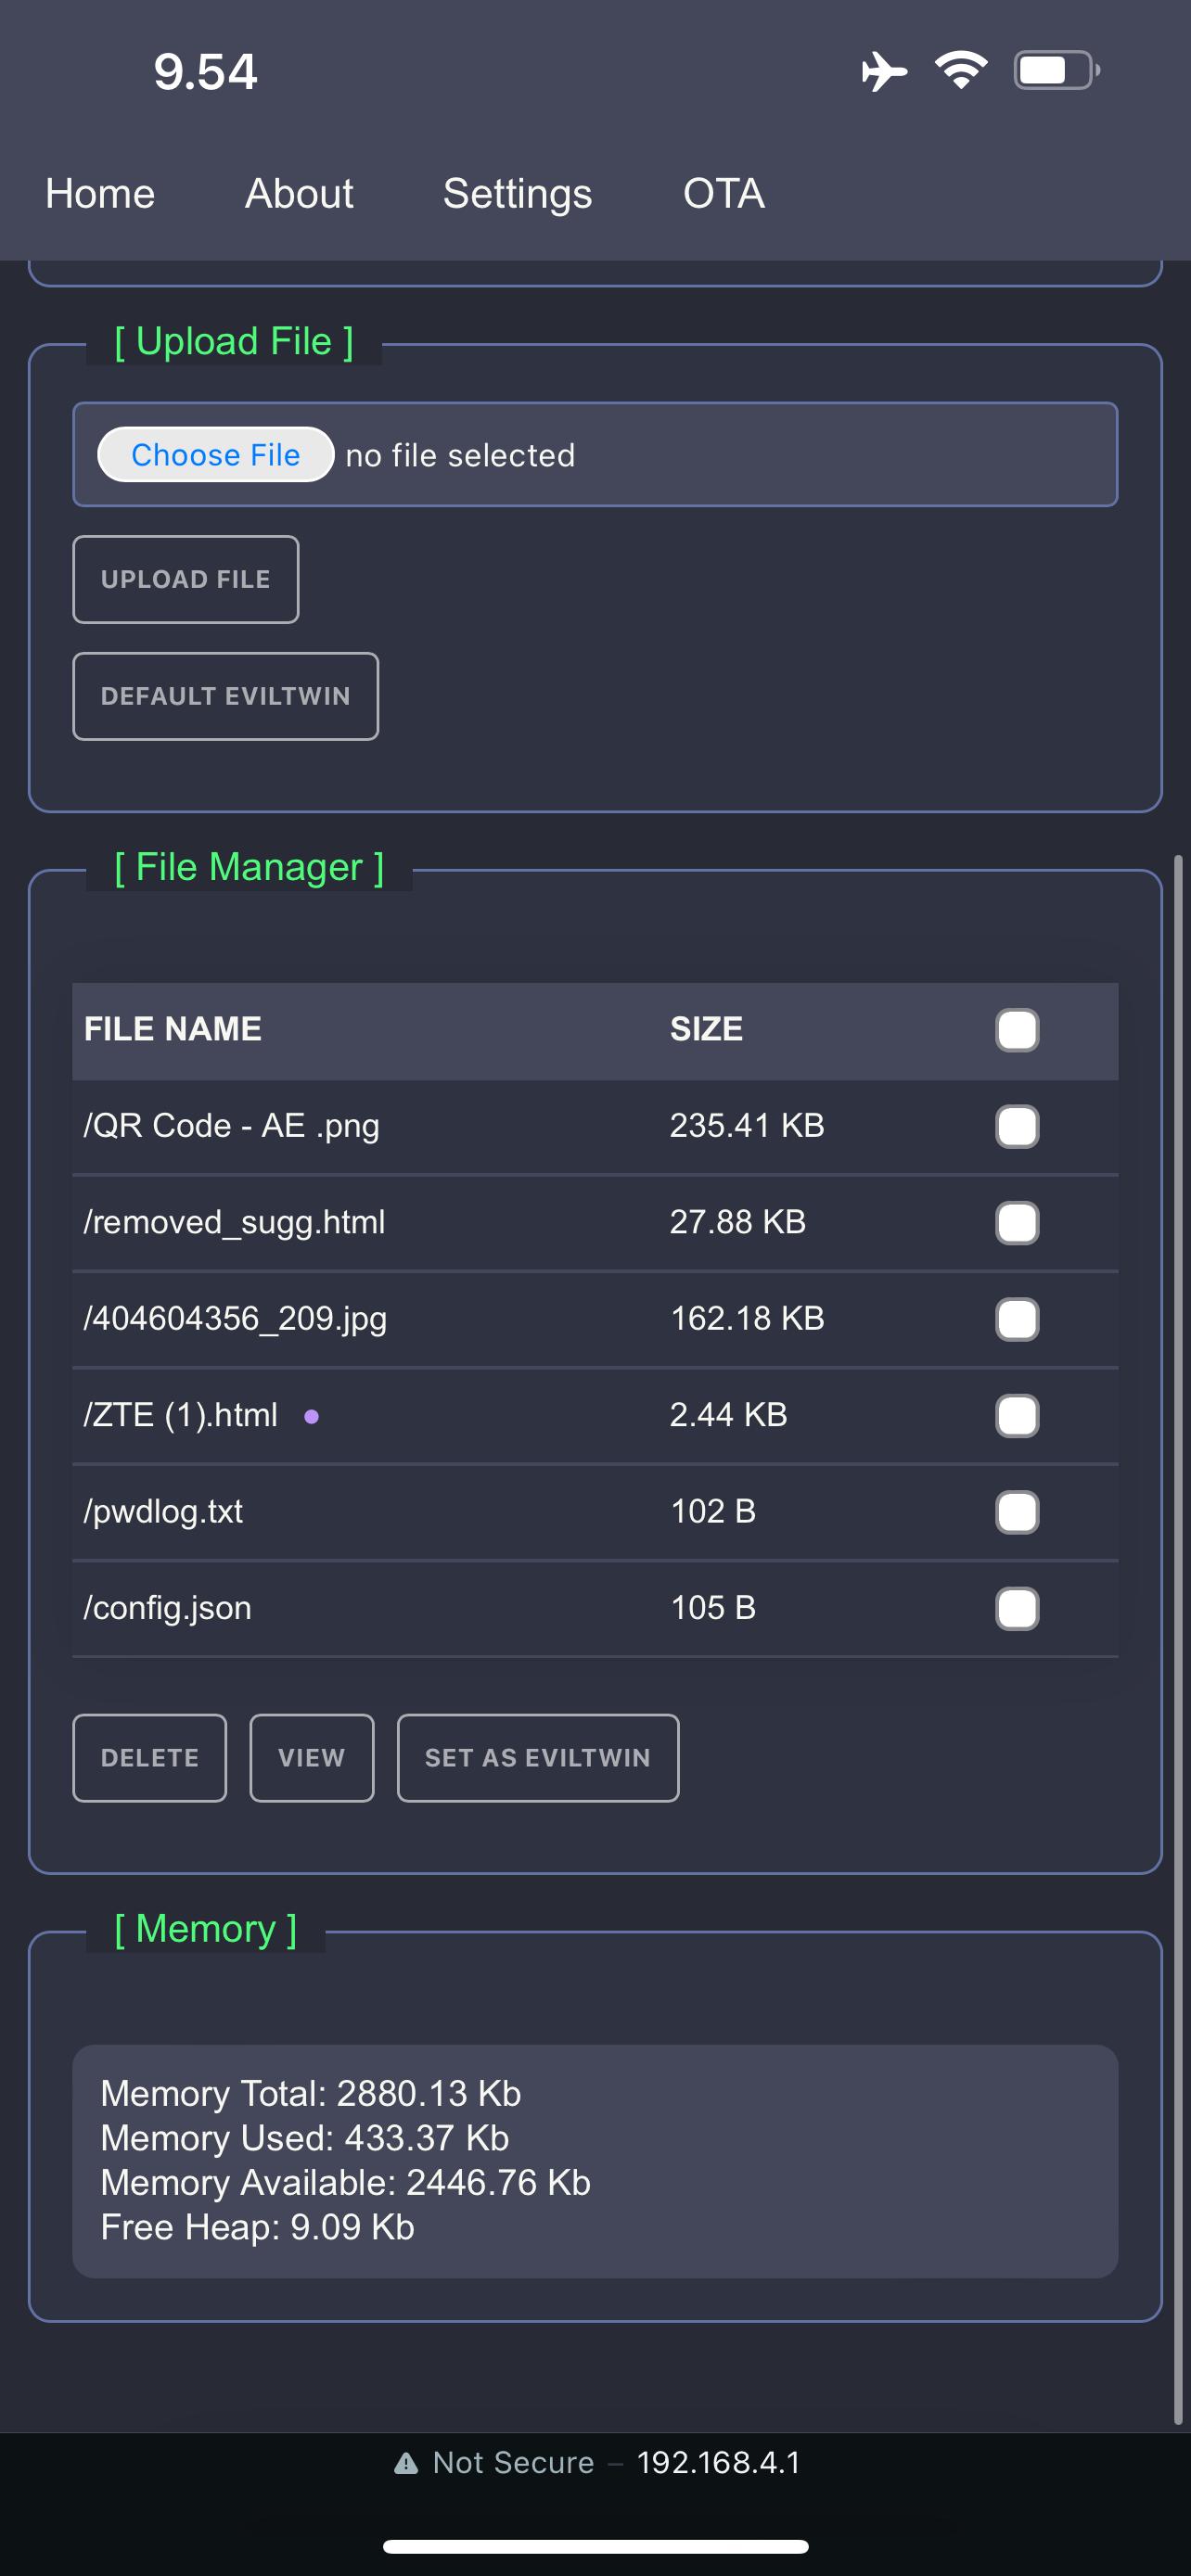 9.54
Home About Settings OTA
[ Upload File ]
Choose File no file selected
UPLOAD FILE
DEFAULT EVILTWIN
[ File Manager ]
FILE NAME SIZE
/QR Code - AE .png 235.41 KB
/removed_sugg.html 27.88 KB
/404604356_209.jpg 162.18 KB
/ZTE (1).html 2.44 KB
/pwdlog.txt 102 B
/config.json 105 B
DELETE VIEW SET AS EVILTWIN
[ Memory ]
Memory Total: 2880.13 Kb
Memory Used: 433.37 Kb
Memory Available: 2446.76 Kb
Free Heap: 9.09 Kb
Not Secure – 192.168.4.1